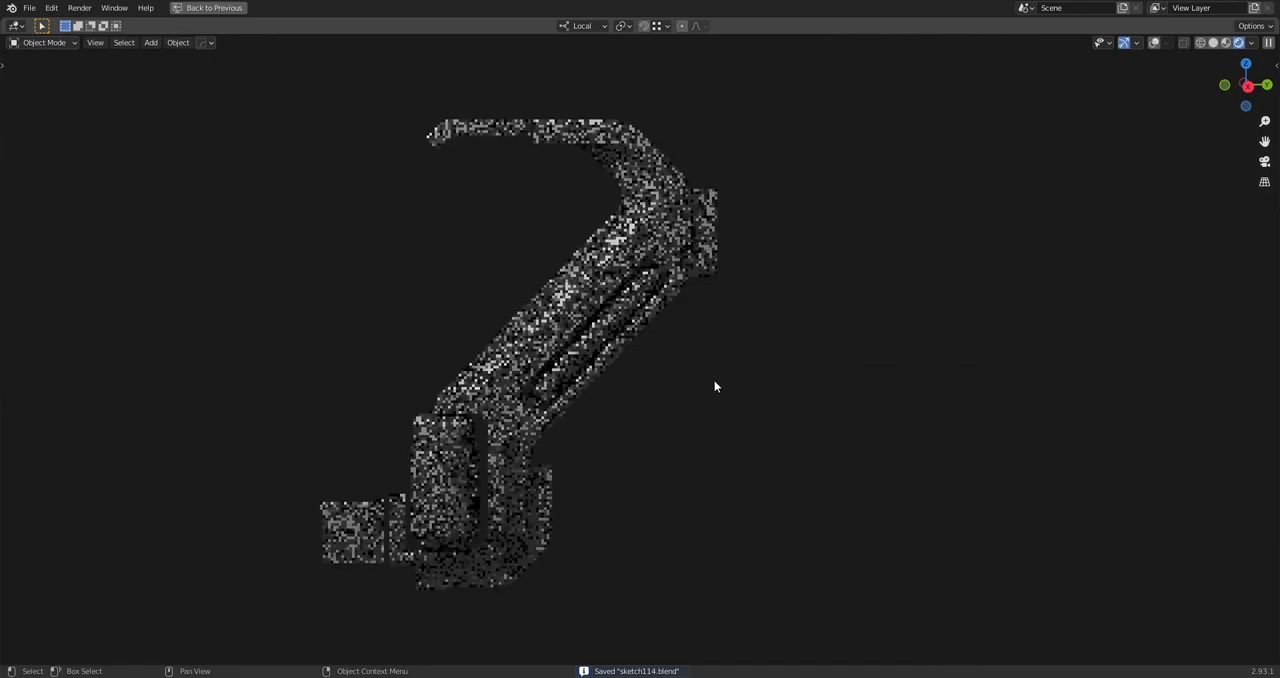 File Edit Render Window Help Back to Previous Scene View Layer
Local Options
Object Mode View Select Add Object
Z
X Y
Select Box Select Pan View Object Context Menu Saved "sketch114.blend" 2.93.1